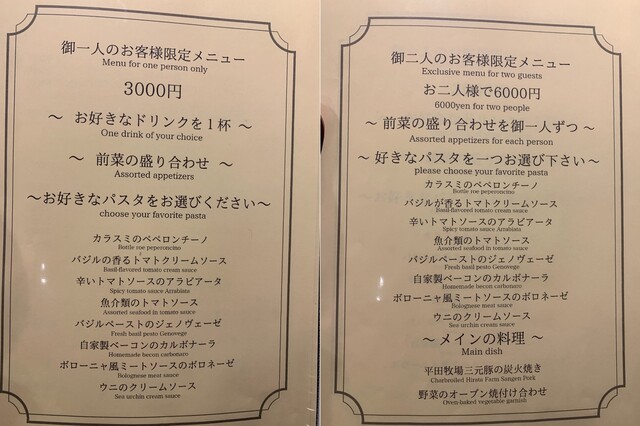 御一人のお客様限定メニュー
Menu for one person only
3000円
～ お好きなドリンクを１杯 ～
One drink of your choice
～ 前菜の盛り合わせ ～
Assorted appetizers
～お好きなパスタをお選びください～
choose your favorite pasta
カラスミのペペロンチーノ
Bottle roe peperoncino
バジルの香るトマトクリームソース
Basil-flavored tomato cream sauce
辛いトマトソースのアラビアータ
Spicy tomato sauce Arrabiata
魚介類のトマトソース
Assorted seafood in tomato sauce
バジルペーストのジェノヴェーゼ
Fresh basil pesto Genovege
自家製ベーコンのカルボナーラ
Homemade becon carbonaro
ボローニャ風ミートソースのボロネーゼ
Bolognese meat sauce
ウニのクリームソース
Sea urchin cream sauce
御二人のお客様限定メニュー
Exclusive menu for two guests
お二人様で6000円
6000yen for two people
～ 前菜の盛り合わせを御一人ずつ ～
Assorted appetizers for each person
～ 好きなパスタを一つお選び下さい～
please choose your favorite pasta
カラスミのペペロンチーノ
Bottle roe peperoncino
バジルが香るトマトクリームソース
Basil-flavored tomato cream sauce
辛いトマトソースのアラビアータ
Spicy tomato sauce Arrabiata
魚介類のトマトソース
Assorted seafood in tomato sauce
バジルペーストのジェノヴェーゼ
Fresh basil pesto Genovege
自家製ベーコンのカルボナーラ
Homemade becon carbonaro
ボローニャ風ミートソースのボロネーゼ
Bolognese meat sauce
ウニのクリームソース
Sea urchin cream sauce
～ メインの料理 ～
Main dish
平田牧場三元豚の炭火焼き
Charbroiled Hirata Farm Sangen Pork
野菜のオーブン焼付け合わせ
Oven-baked vegetable garnish